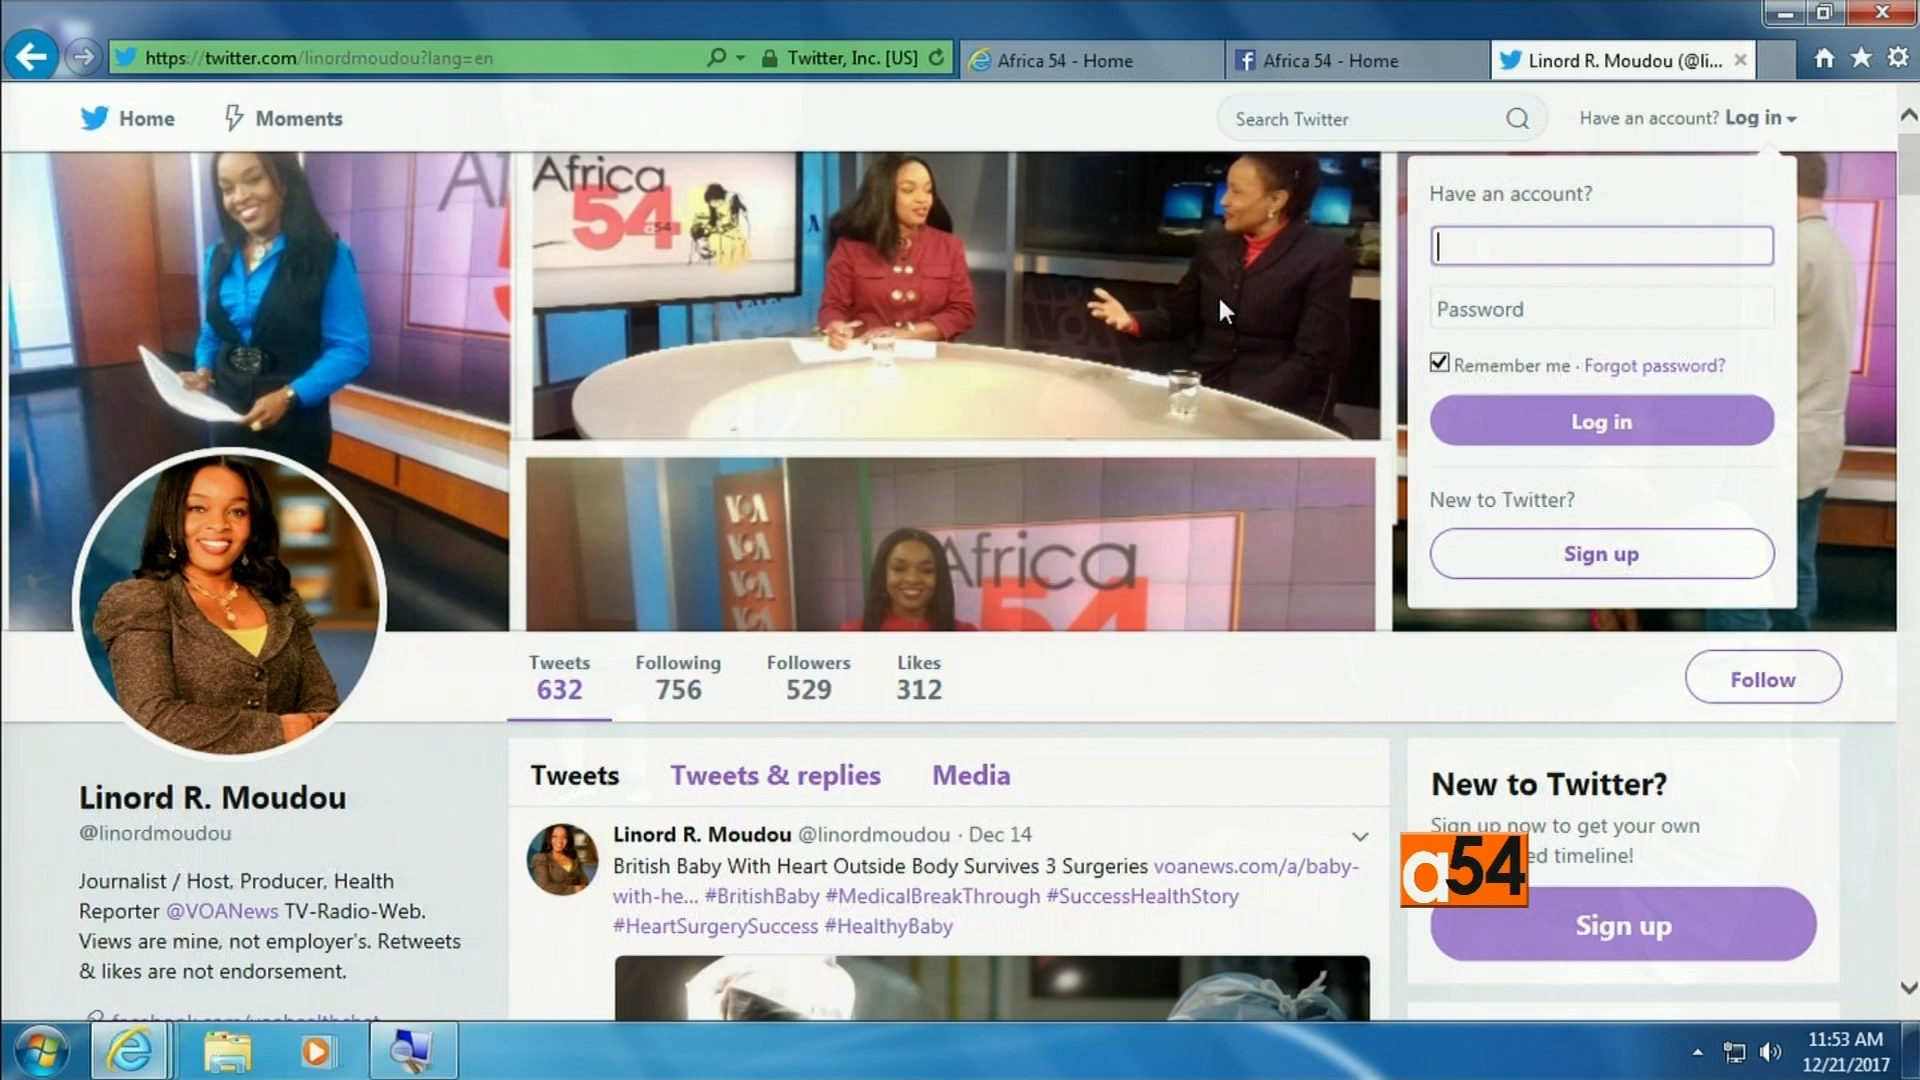 https://twitter.com/linordmoudou?lang=en
Twitter, Inc. [US]
Africa 54 - Home
Africa 54 - Home
Linord R. Moudou (@li...
Home
Moments
Search Twitter
Have an account? Log in
Africa
54
a54
Have an account?
Password
Remember me · Forgot password?
Log in
New to Twitter?
Sign up
VOA
VOA
VOA
VOA
Africa
54
Tweets
632
Following
756
Followers
529
Likes
312
Follow
Linord R. Moudou
@linordmoudou
Journalist / Host, Producer, Health
Reporter @VOANews TV-Radio-Web.
Views are mine, not employer's. Retweets
& likes are not endorsement.
Tweets
Tweets & replies
Media
Linord R. Moudou @linordmoudou · Dec 14
British Baby With Heart Outside Body Survives 3 Surgeries voanews.com/a/baby-
with-he... #BritishBaby #MedicalBreakThrough #SuccessHealthStory
#HeartSurgerySuccess #HealthyBaby
New to Twitter?
Sign up now to get your own
timeline!
a54
Sign up
11:53 AM
12/21/2017